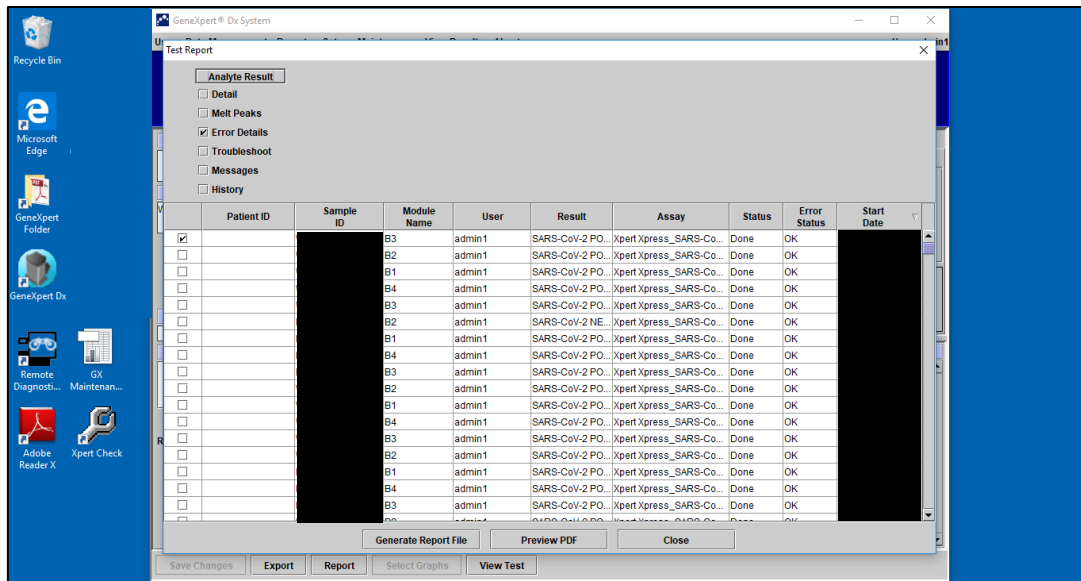 Recycle Bin
Microsoft
Edge
GeneXpert
Folder
GeneXpert Dx
Remote
Diagnosti...
GX
Maintenan...
Adobe
Reader X
Xpert Check
GeneXpert® Dx System
Test Report
Analyte Result
Detail
Melt Peaks
Error Details
Troubleshoot
Messages
History
Patient ID Sample ID Module Name User Result Assay Status Error Status Start Date
B3 admin1 SARS-CoV-2 PO... Xpert Xpress_SARS-Co... Done OK
B2 admin1 SARS-CoV-2 PO... Xpert Xpress_SARS-Co... Done OK
B1 admin1 SARS-CoV-2 PO... Xpert Xpress_SARS-Co... Done OK
B4 admin1 SARS-CoV-2 PO... Xpert Xpress_SARS-Co... Done OK
B3 admin1 SARS-CoV-2 PO... Xpert Xpress_SARS-Co... Done OK
B2 admin1 SARS-CoV-2 NE... Xpert Xpress_SARS-Co... Done OK
B1 admin1 SARS-CoV-2 PO... Xpert Xpress_SARS-Co... Done OK
B4 admin1 SARS-CoV-2 PO... Xpert Xpress_SARS-Co... Done OK
B3 admin1 SARS-CoV-2 PO... Xpert Xpress_SARS-Co... Done OK
B2 admin1 SARS-CoV-2 PO... Xpert Xpress_SARS-Co... Done OK
B1 admin1 SARS-CoV-2 PO... Xpert Xpress_SARS-Co... Done OK
B4 admin1 SARS-CoV-2 PO... Xpert Xpress_SARS-Co... Done OK
B3 admin1 SARS-CoV-2 PO... Xpert Xpress_SARS-Co... Done OK
B2 admin1 SARS-CoV-2 PO... Xpert Xpress_SARS-Co... Done OK
B1 admin1 SARS-CoV-2 PO... Xpert Xpress_SARS-Co... Done OK
B4 admin1 SARS-CoV-2 PO... Xpert Xpress_SARS-Co... Done OK
B3 admin1 SARS-CoV-2 PO... Xpert Xpress_SARS-Co... Done OK
Generate Report File Preview PDF Close
Save Changes Export Report Select Graphs View Test